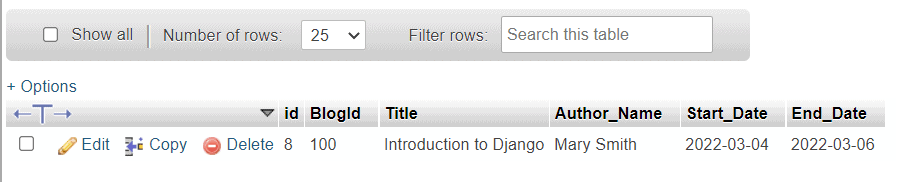 Show all Number of rows: 25 Filter rows: Search this table
+ Options
id BlogId Title Author_Name Start_Date End_Date
Edit Copy Delete 8 100 Introduction to Django Mary Smith 2022-03-04 2022-03-06